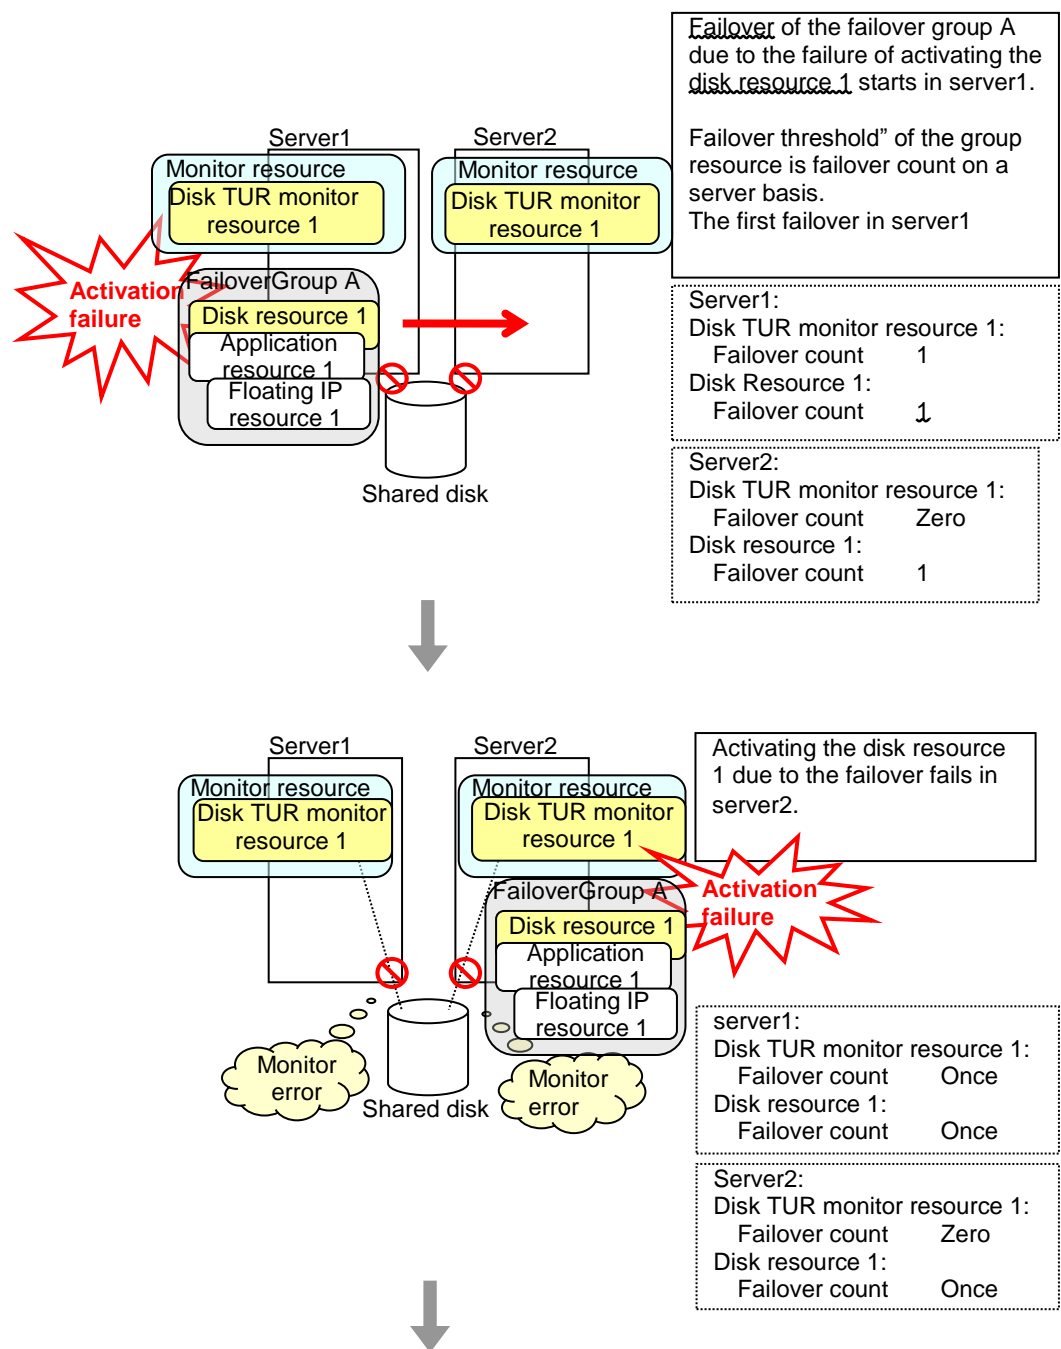 Failover of the failover group A
due to the failure of activating the
disk resource 1 starts in server1.
Failover threshold” of the group
resource is failover count on a
server basis.
The first failover in server1
Server1
Server2
Monitor resource
Disk TUR monitor
resource 1
Monitor resource
Disk TUR monitor
resource 1
Activation
failure
FailoverGroup A
Disk resource 1
Application
resource 1
Floating IP
resource 1
Shared disk
Server1:
Disk TUR monitor resource 1:
Failover count 1
Disk Resource 1:
Failover count 1
Server2:
Disk TUR monitor resource 1:
Failover count Zero
Disk resource 1:
Failover count 1
Server1
Server2
Monitor resource
Disk TUR monitor
resource 1
Monitor resource
Disk TUR monitor
resource 1
Activating the disk resource
1 due to the failover fails in
server2.
Activation
failure
FailoverGroup A
Disk resource 1
Application
resource 1
Floating IP
resource 1
Monitor
error
Shared disk
Monitor
error
server1:
Disk TUR monitor resource 1:
Failover count Once
Disk resource 1:
Failover count Once
Server2:
Disk TUR monitor resource 1:
Failover count Zero
Disk resource 1:
Failover count Once